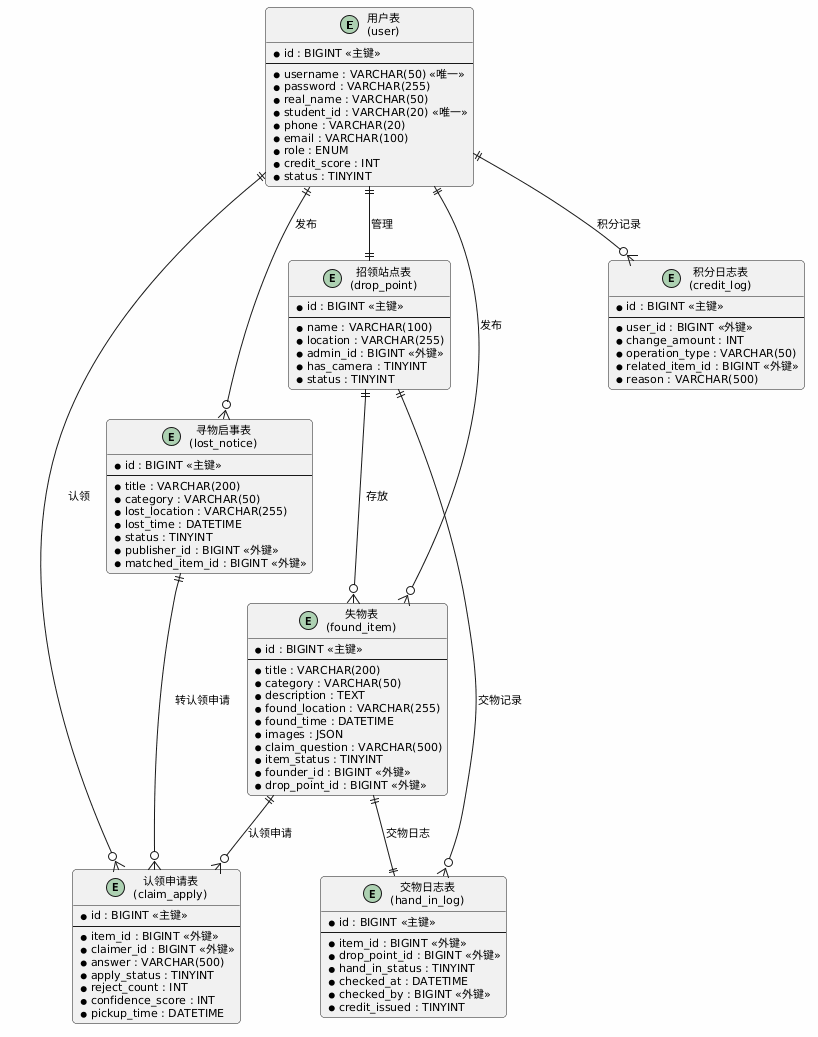 E 用户表
(user)
id : BIGINT «主键»
username : VARCHAR(50) «唯一»
password : VARCHAR(255)
real_name : VARCHAR(50)
student_id : VARCHAR(20) «唯一»
phone : VARCHAR(20)
email : VARCHAR(100)
role : ENUM
credit_score : INT
status : TINYINT
发布
管理
积分记录
E 招领站点表
(drop_point)
id : BIGINT «主键»
name : VARCHAR(100)
location : VARCHAR(255)
admin_id : BIGINT «外键»
has_camera : TINYINT
status : TINYINT
发布
E 积分日志表
(credit_log)
id : BIGINT «主键»
user_id : BIGINT «外键»
change_amount : INT
operation_type : VARCHAR(50)
related_item_id : BIGINT «外键»
reason : VARCHAR(500)
认领
E 寻物启事表
(lost_notice)
id : BIGINT «主键»
title : VARCHAR(200)
category : VARCHAR(50)
lost_location : VARCHAR(255)
lost_time : DATETIME
status : TINYINT
publisher_id : BIGINT «外键»
matched_item_id : BIGINT «外键»
存放
转认领申请
E 失物表
(found_item)
id : BIGINT «主键»
title : VARCHAR(200)
category : VARCHAR(50)
description : TEXT
found_location : VARCHAR(255)
found_time : DATETIME
images : JSON
claim_question : VARCHAR(500)
item_status : TINYINT
founder_id : BIGINT «外键»
drop_point_id : BIGINT «外键»
交物记录
认领申请
交物日志
E 认领申请表
(claim_apply)
id : BIGINT «主键»
item_id : BIGINT «外键»
claimer_id : BIGINT «外键»
answer : VARCHAR(500)
apply_status : TINYINT
reject_count : INT
confidence_score : INT
pickup_time : DATETIME
E 交物日志表
(hand_in_log)
id : BIGINT «主键»
item_id : BIGINT «外键»
drop_point_id : BIGINT «外键»
hand_in_status : TINYINT
checked_at : DATETIME
checked_by : BIGINT «外键»
credit_issued : TINYINT